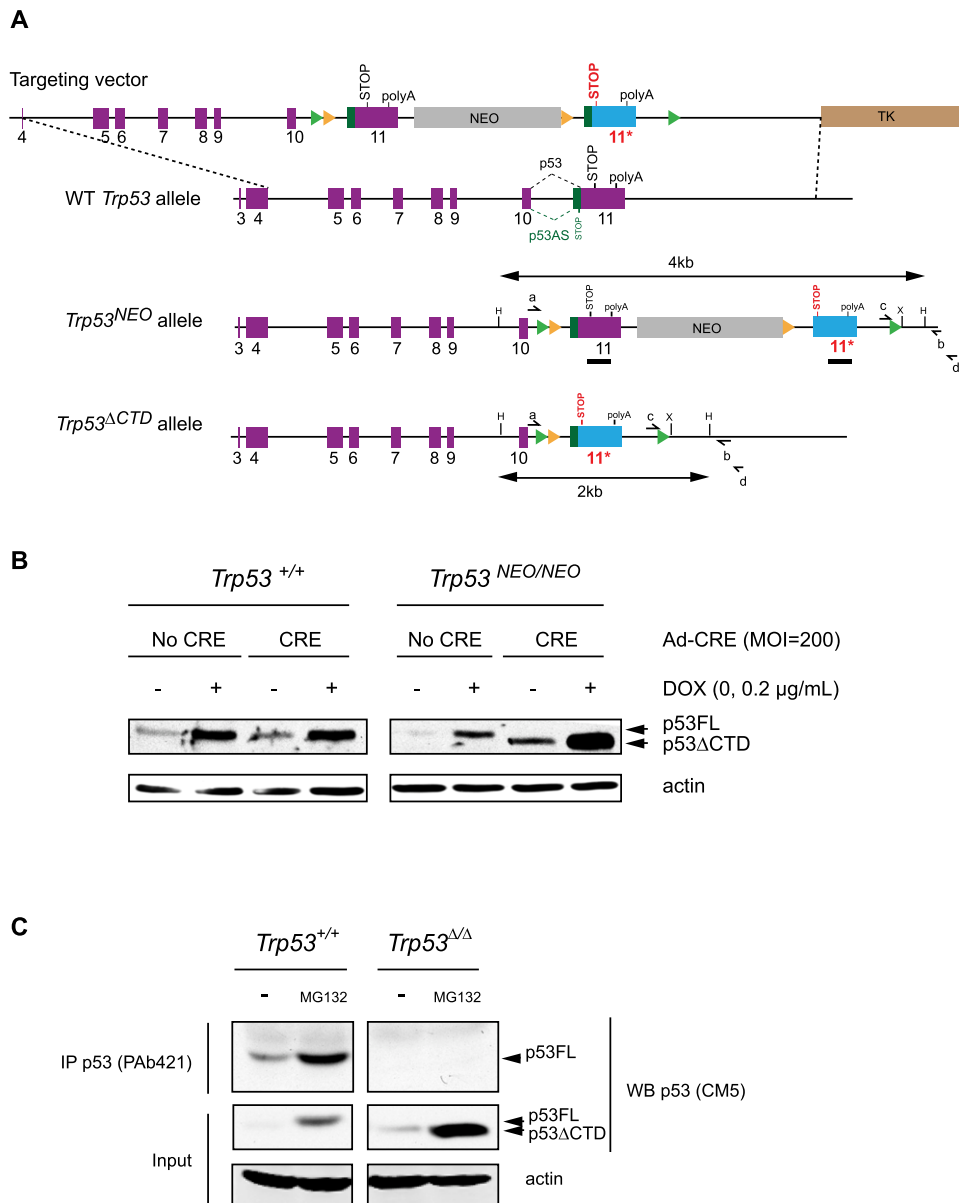 A
Targeting vector
STOP
polyA
STOP
polyA
NEO
TK
4
5
6
7
8
9
10
11
11*
p53
STOP
polyA
WT Trp53 allele
3
4
5
6
7
8
9
10
11
p53AS
STOP
4kb
Trp53NEO allele
H
a
STOP
polyA
NEO
STOP
polyA
c
X
H
b
d
3
4
5
6
7
8
9
10
11
11*
Trp53ΔCTD allele
H
a
STOP
polyA
c
X
H
b
d
3
4
5
6
7
8
9
10
11*
2kb
B
Trp53 +/+
Trp53 NEO/NEO
No CRE
CRE
No CRE
CRE
Ad-CRE (MOI=200)
- + - + - + - +
DOX (0, 0.2 µg/mL)
p53FL
p53ΔCTD
actin
C
Trp53+/+
Trp53Δ/Δ
- MG132 - MG132
IP p53 (PAb421)
p53FL
WB p53 (CM5)
p53FL
p53ΔCTD
Input
actin